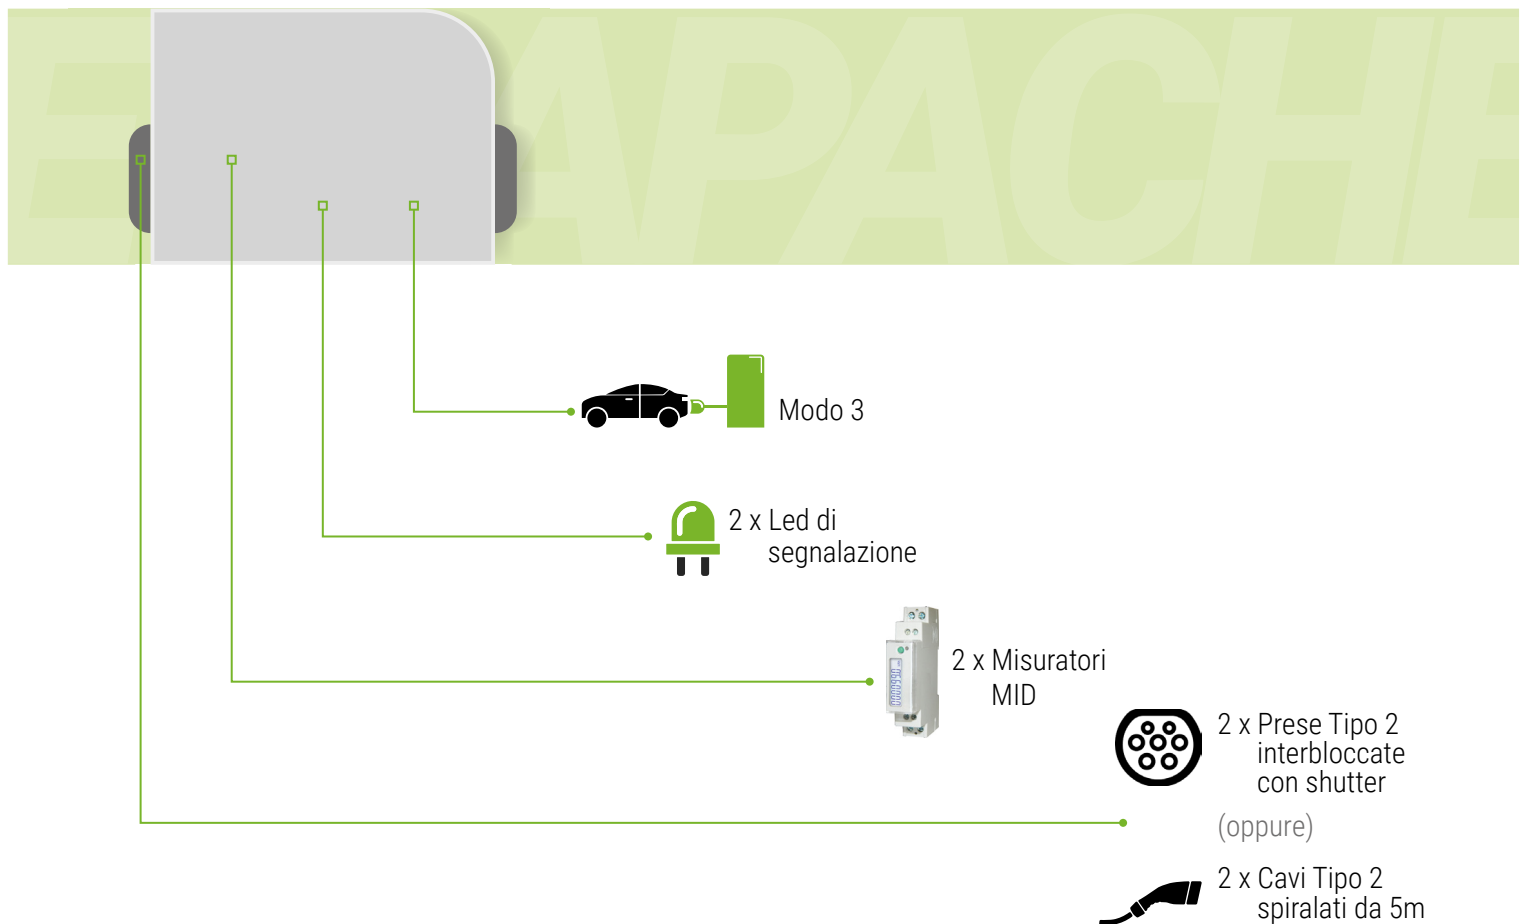 E APACHE
Modo 3
2 x Led di
segnalazione
2 x Misuratori
MID
2 x Prese Tipo 2
interbloccate
con shutter
(oppure)
2 x Cavi Tipo 2
spiralati da 5m